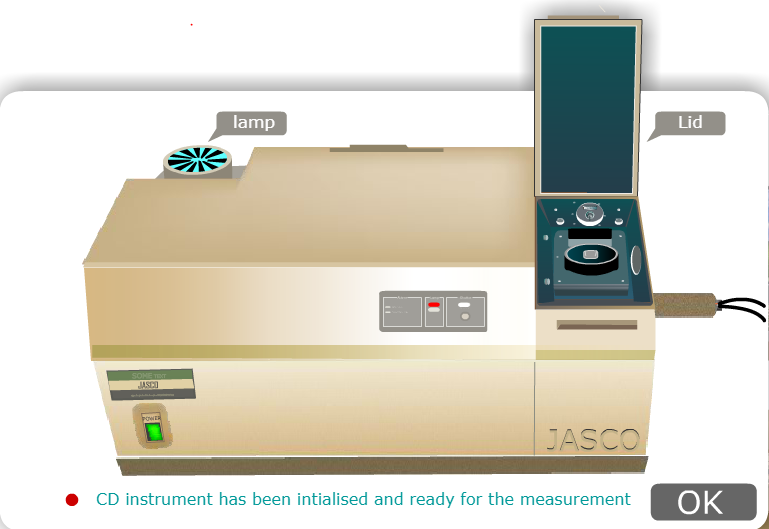 lamp
Lid
JASCO
POWER
JASCO
CD instrument has been intialised and ready for the measurement
OK